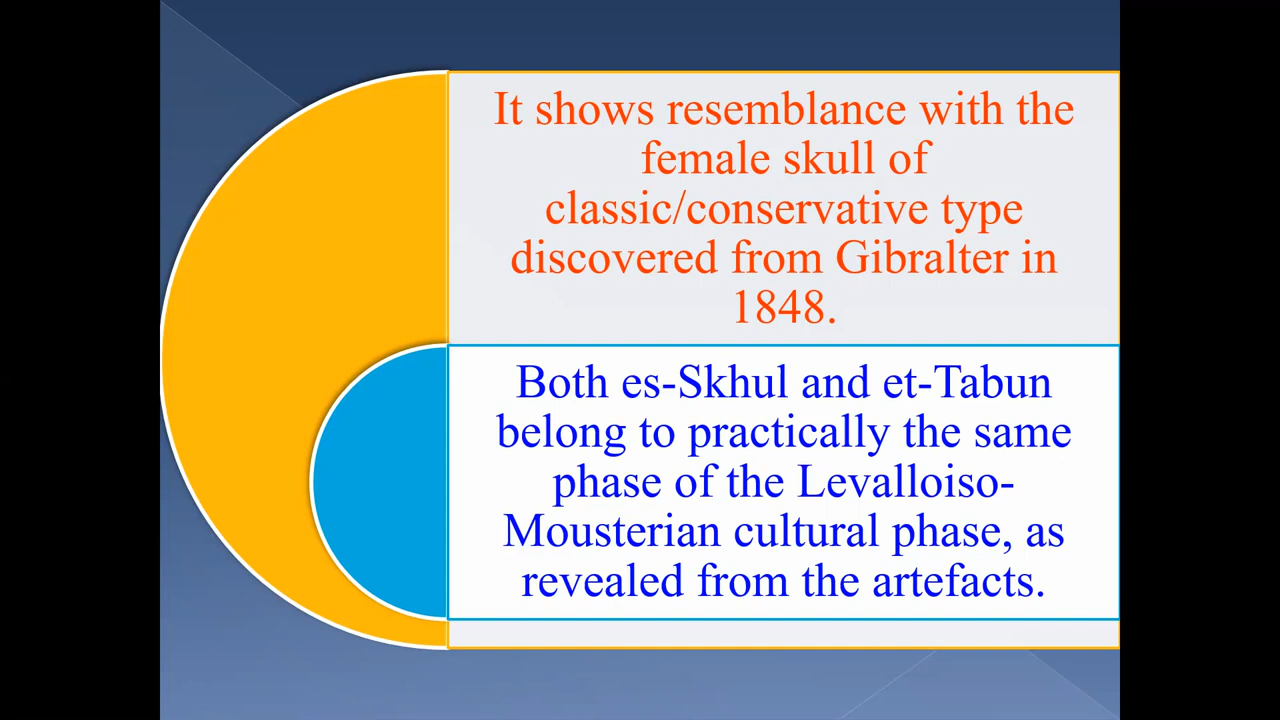 It shows resemblance with the
female skull of
classic/conservative type
discovered from Gibralter in
1848.
Both es-Skhul and et-Tabun
belong to practically the same
phase of the Levalloiso-
Mousterian cultural phase, as
revealed from the artefacts.